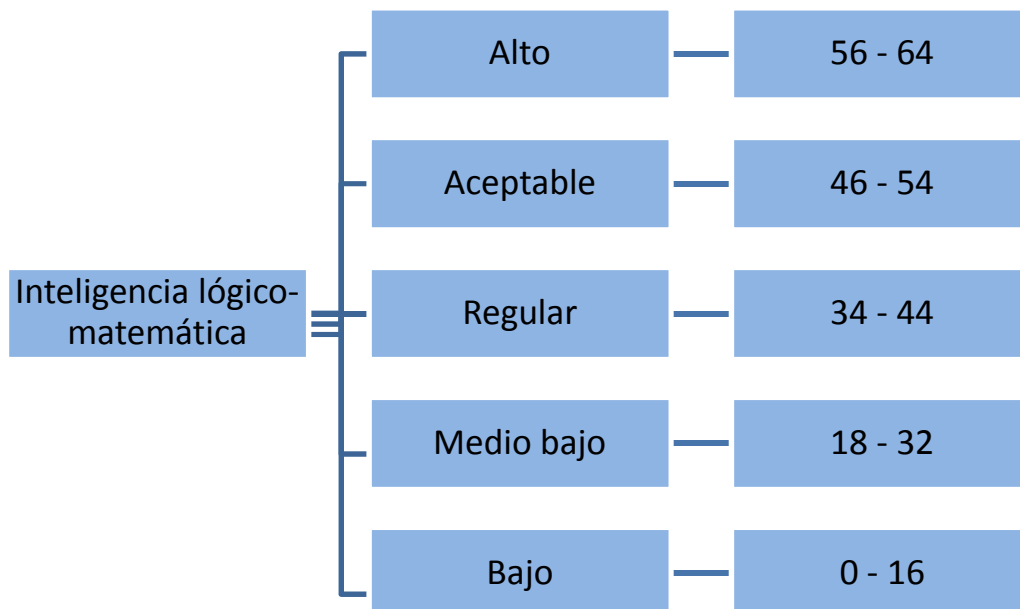 Alto
56 - 64
Aceptable
46 - 54
Inteligencia lógico-
matemática
Regular
34 - 44
Medio bajo
18 - 32
Bajo
0 - 16